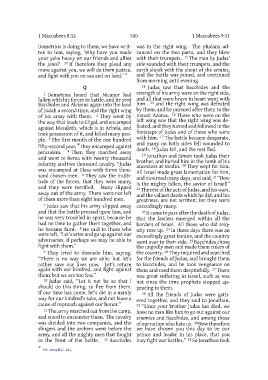 1 Maccabees 8:32
580
1 Maccabees 9:31
Demetrius is doing to them, we have writ-
ten to him, saying, 'Why have you made
your yoke heavy on our friends and allies
the Jews? 32 If therefore they plead any
more against you, we will do them justice,
and fight with you on sea and on land.'"
9
1 Demetrius heard that Nicanor had
fallen with his forces in battle, and he sent
Bacchides and Alcimus again into the land
of Judah a second time, and the right wing
of his army with them. 2 They went by
the way that leads to Gilgal, and encamped
against Mesaloth, which is in Arbela, and
took possession of it, and killed many peo-
ple. 3 The first month of the one hundred
fifty-second year, they encamped against
Jerusalem. 4 Then they marched away
and went to Berea with twenty thousand
infantry and two thousand cavalry. 5 Judas
was encamped at Elasa with three thou-
sand chosen men. 6 They saw the multi-
tude of the forces, that they were many,
and they were terrified. Many slipped
away out of the army. There were not left
of them more than eight hundred men.
7 Judas saw that his army slipped away
and that the battle pressed upon him, and
he was very troubled in spirit, because he
had no time to gather them together, and
he became faint. 8 He said to those who
were left, "Let's arise and go up against our
adversaries, if perhaps we may be able to
fight with them."
9 They tried to dissuade him, saying,
"There is no way we are able; but let's
rather save our lives now. Let's return
again with our kindred, and fight against
them; but we are too few."
10 Judas said, "Let it not be so that I
should do this thing, to flee from them.
If our time has come, let's die in a manly
way for our kindred's sake, and not leave a
cause of reproach against our honor."
11 The army marched out from the camp,
and stood to encounter them. The cavalry
was divided into two companies, and the
slingers and the archers went before the
army, and all the mighty men that fought
in the front of the battle. 12 Bacchides
was in the right wing. The phalanx ad-
vanced on the two parts, and they blew
with their trumpets. 13 The men by Judas'
side sounded with their trumpets, and the
earth shook with the shout of the armies,
and the battle was joined, and continued
from morning until evening.
14 Judas saw that Bacchides and the
strength of his army were on the right side,
and all that were brave in heart went with
him, 15 and the right wing was defeated
by them, and he pursued after them to the
mount Azotus. 16 Those who were on the
left wing saw that the right wing was de-
feated, and they turned and followed in the
footsteps of Judas and of those who were
with him. 17 The battle became desperate,
and many on both sides fell wounded to
death. 18 Judas fell, and the rest fled.
19 Jonathan and Simon took Judas their
brother, and buried him in the tomb of his
ancestors at Modin. 20 They wept for him.
All Israel made great lamentation for him,
and mourned many days, and said, 21 "How
is the mighty fallen, the savior of Israel!"
22 The rest of the acts of Judas, and his wars,
and the valiant deeds which he did, and his
greatness, are not written; for they were
exceedingly many.
23 It came to pass after the death of Judas,
that the lawless emerged within all the
borders of Israel. All those who did iniq-
uity rose up. 24 In those days there was an
exceedingly great famine, and the country
went over to their side. 25 Bacchides chose
the ungodly men and made them rulers of
the country. 26 They inquired and searched
for the friends of Judas, and brought them
to Bacchides, and he took vengeance on
them and used them despitefully. 27 There
was great suffering in Israel, such as was
not since the time prophets stopped ap-
pearing to them.
28 All the friends of Judas were gath-
ered together, and they said to Jonathan,
29 "Since your brother Judas has died, we
have no man like him to go out against our
enemies and Bacchides, and among those
of our nation who hate us. 30 Now therefore
we have chosen you this day to be our
prince and leader in his place, that you
may fight our battles." 31 So Jonathan took